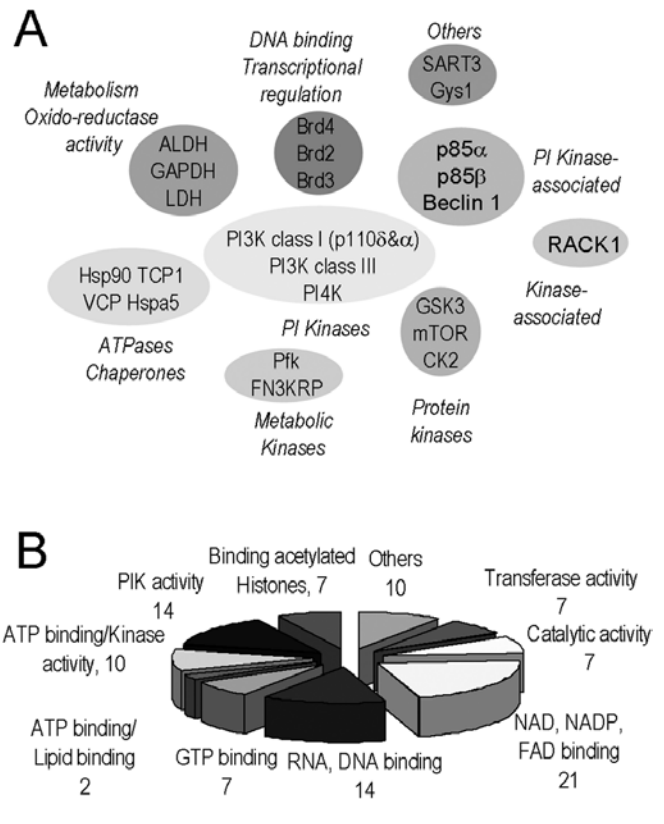 A
DNA binding
Transcriptional
regulation
Others
SART3
Gys1
Metabolism
Oxido-reductase
activity
ALDH
GAPDH
LDH
Brd4
Brd2
Brd3
p85α
p85β
Beclin 1
PI Kinase-
associated
PI3K class I (p110δ&α)
PI3K class III
PI4K
PI Kinases
RACK1
Kinase-
associated
Hsp90 TCP1
VCP Hspa5
ATPases
Chaperones
Pfk
FN3KRP
Metabolic
Kinases
GSK3
mTOR
CK2
Protein
kinases
B
Binding acetylated
Histones, 7
Others
10
PIK activity
14
Transferase activity
7
ATP binding/Kinase
activity, 10
Catalytic activity
7
ATP binding/
Lipid binding
2
GTP binding
7
RNA, DNA binding
14
NAD, NADP,
FAD binding
21